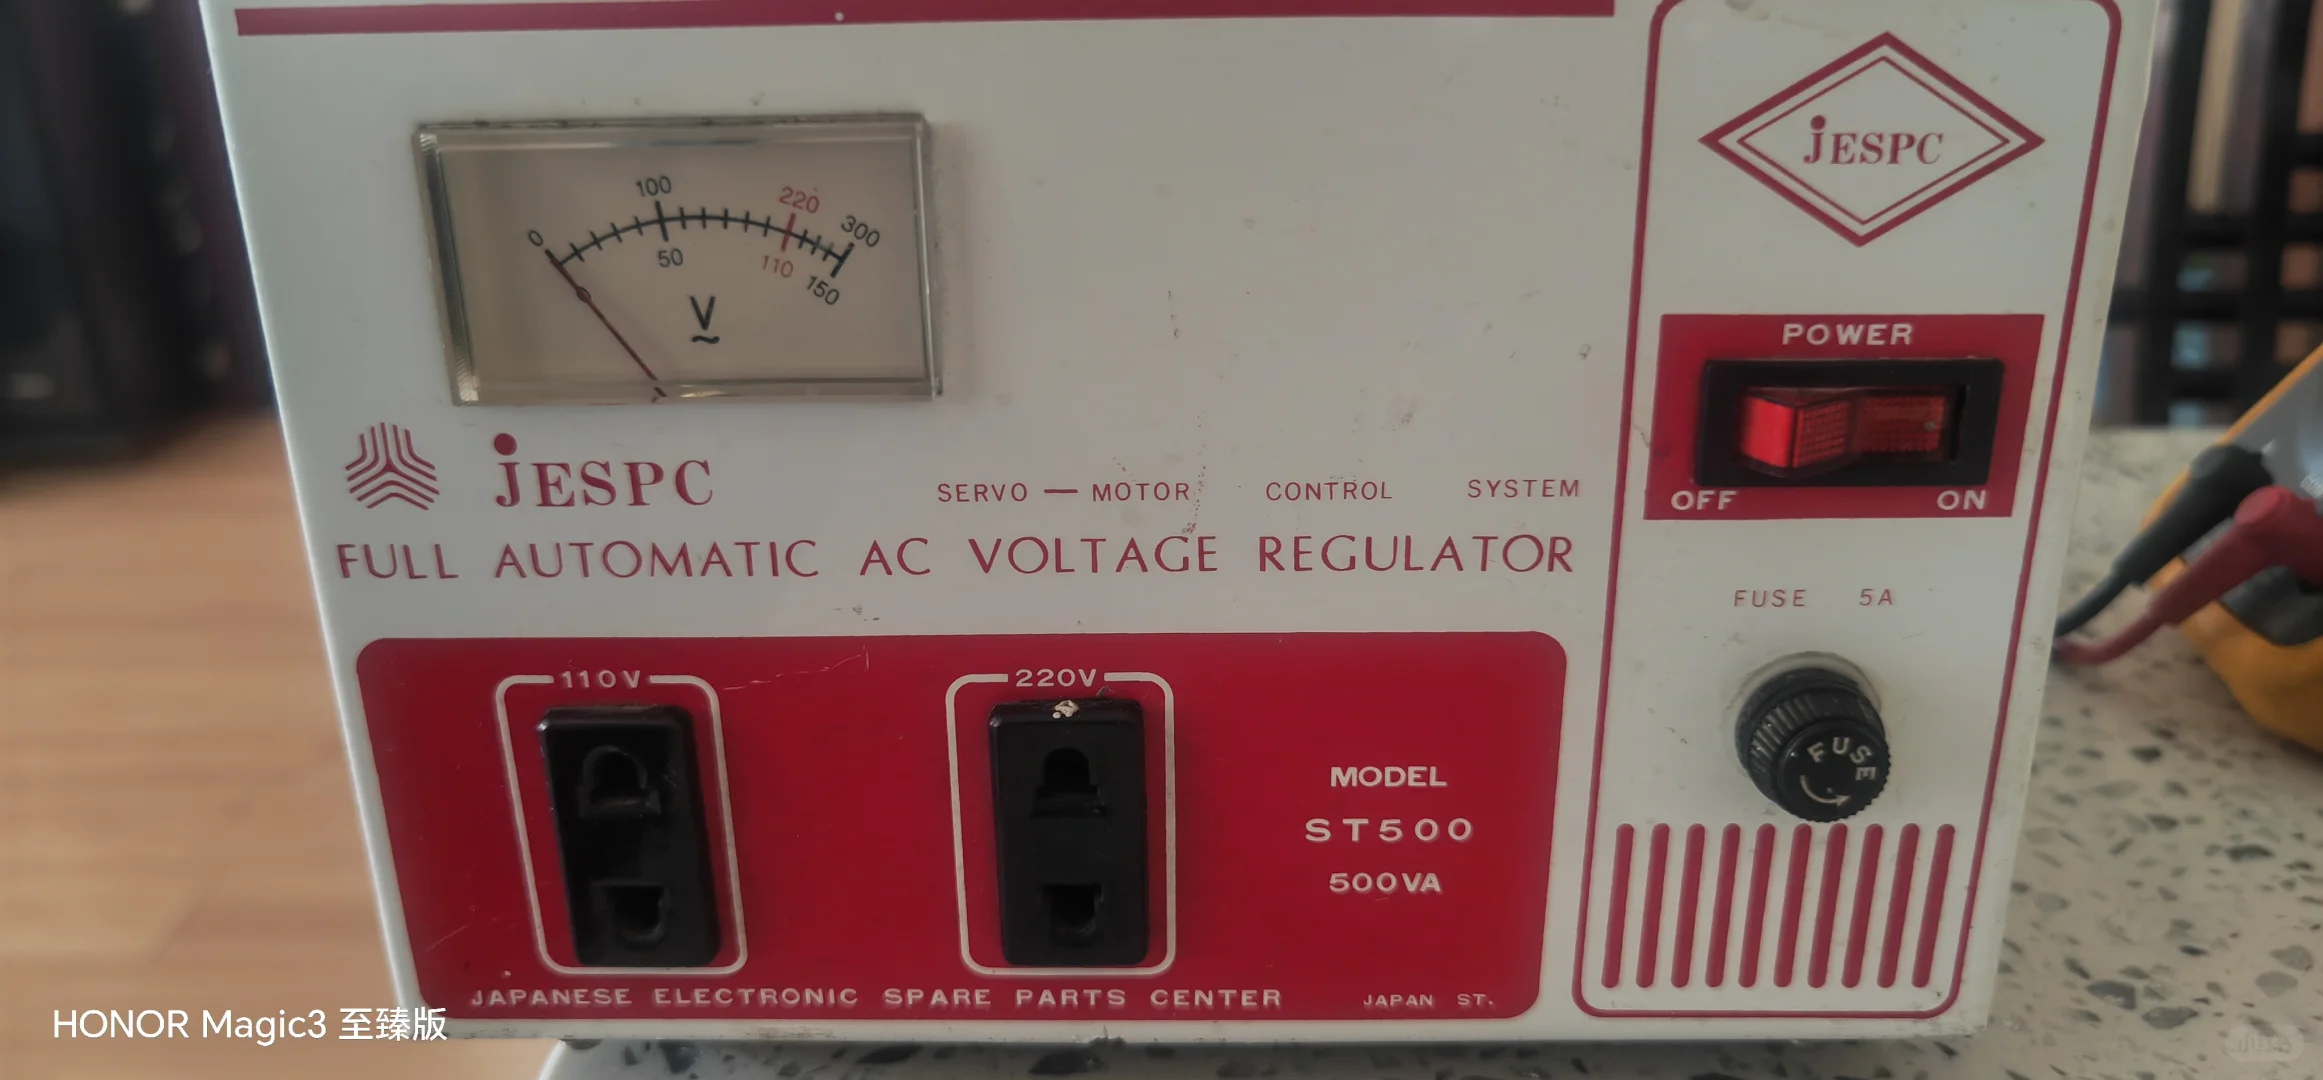 0
100
220
300
50
110
150
V
~
jESPC
jESPC
SERVO — MOTOR CONTROL SYSTEM
FULL AUTOMATIC AC VOLTAGE REGULATOR
POWER
OFF ON
FUSE 5A
FUSE
110V
220V
MODEL
ST500
500VA
JAPANESE ELECTRONIC SPARE PARTS CENTER JAPAN ST.
HONOR Magic3 至臻版